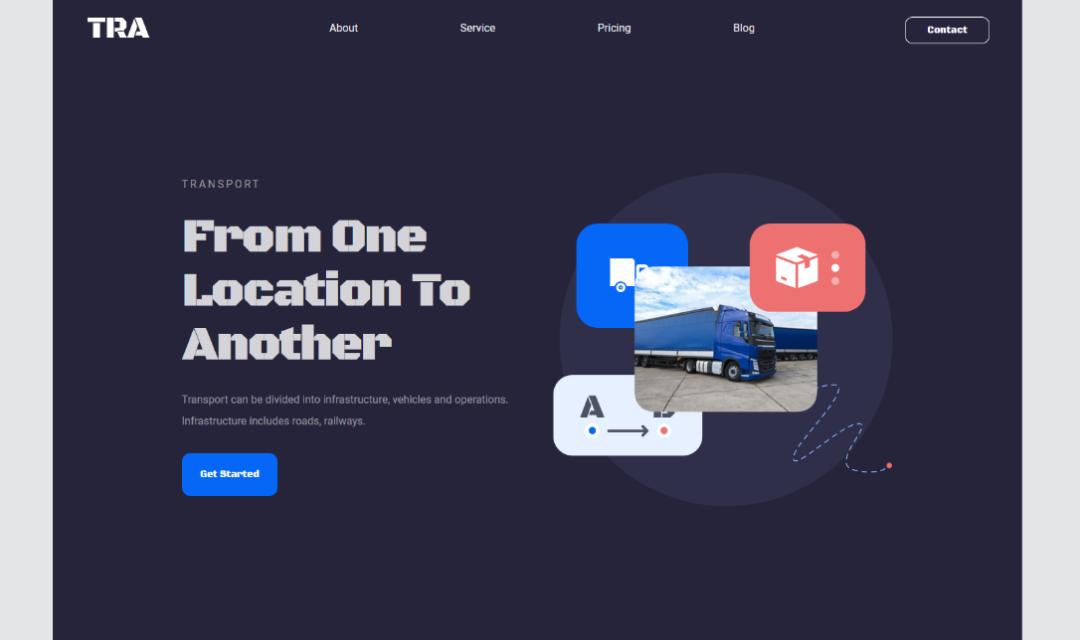 TRA
About
Service
Pricing
Blog
Contact
TRANSPORT
From One
Location To
Another
Transport can be divided into infrastructure, vehicles and operations.
Infrastructure includes roads, railways.
Get Started
A